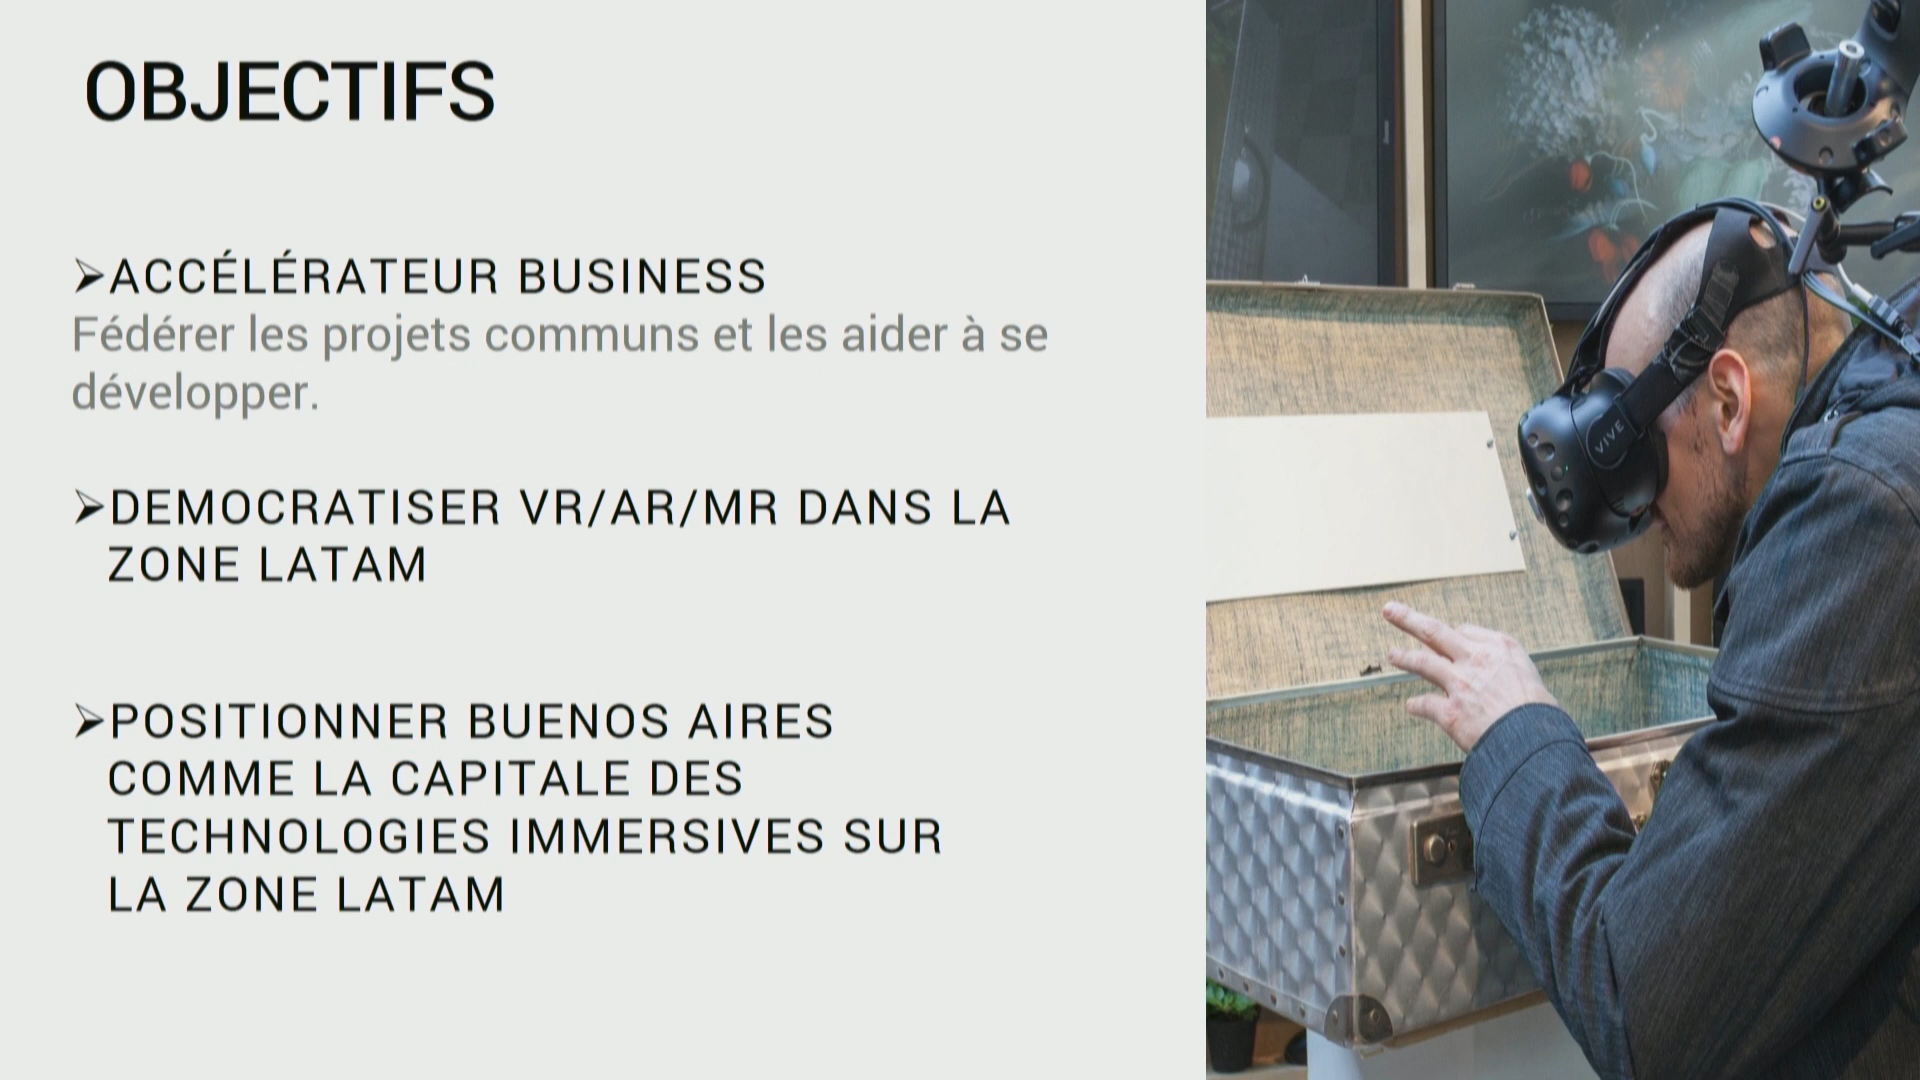 OBJECTIFS
➢ACCÉLÉRATEUR BUSINESS
Fédérer les projets communs et les aider à se
développer.
➢DEMOCRATISER VR/AR/MR DANS LA
ZONE LATAM
➢POSITIONNER BUENOS AIRES
COMME LA CAPITALE DES
TECHNOLOGIES IMMERSIVES SUR
LA ZONE LATAM
VIVE